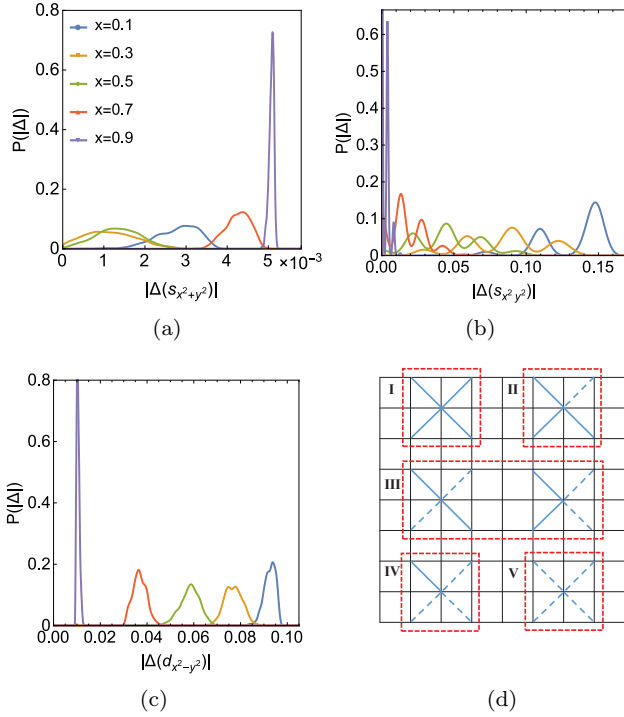 0.8
0.6
0.4
0.2
0
P(|Δ|)
x=0.1
x=0.3
x=0.5
x=0.7
x=0.9
0 1 2 3 4 5 ×10⁻³
|Δ(s_{x²+y²})|
(a)
0.6
0.5
0.4
0.3
0.2
0.1
0.0
P(|Δ|)
0.00 0.05 0.10 0.15
|Δ(s_{x² y²})|
(b)
0.8
0.6
0.4
0.2
0
P(|Δ|)
0.00 0.02 0.04 0.06 0.08 0.10
|Δ(d_{x²−y²})|
(c)
I II
III
IV V
(d)